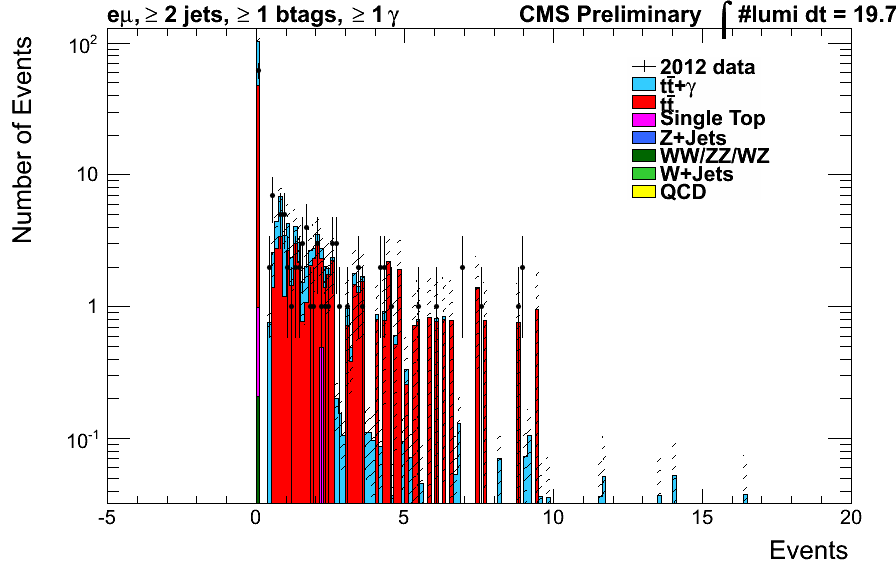 eμ, ≥ 2 jets, ≥ 1 btags, ≥ 1 γ
CMS Preliminary ∫ #lumi dt = 19.7
Number of Events
10²
10
1
10⁻¹
2012 data
tt̄+γ
tt̄
Single Top
Z+Jets
WW/ZZ/WZ
W+Jets
QCD
-5 0 5 10 15 20
Events